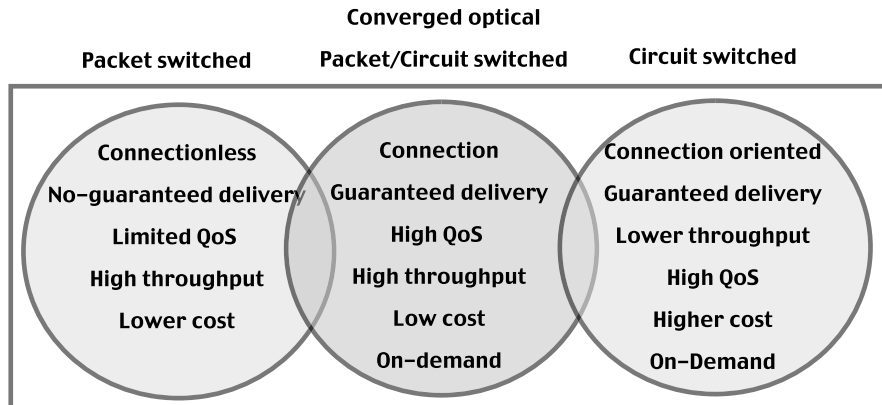 Converged optical
Packet switched
Packet/Circuit switched
Circuit switched
Connectionless
No-guaranteed delivery
Limited QoS
High throughput
Lower cost
Connection
Guaranteed delivery
High QoS
High throughput
Low cost
On-demand
Connection oriented
Guaranteed delivery
Lower throughput
High QoS
Higher cost
On-Demand